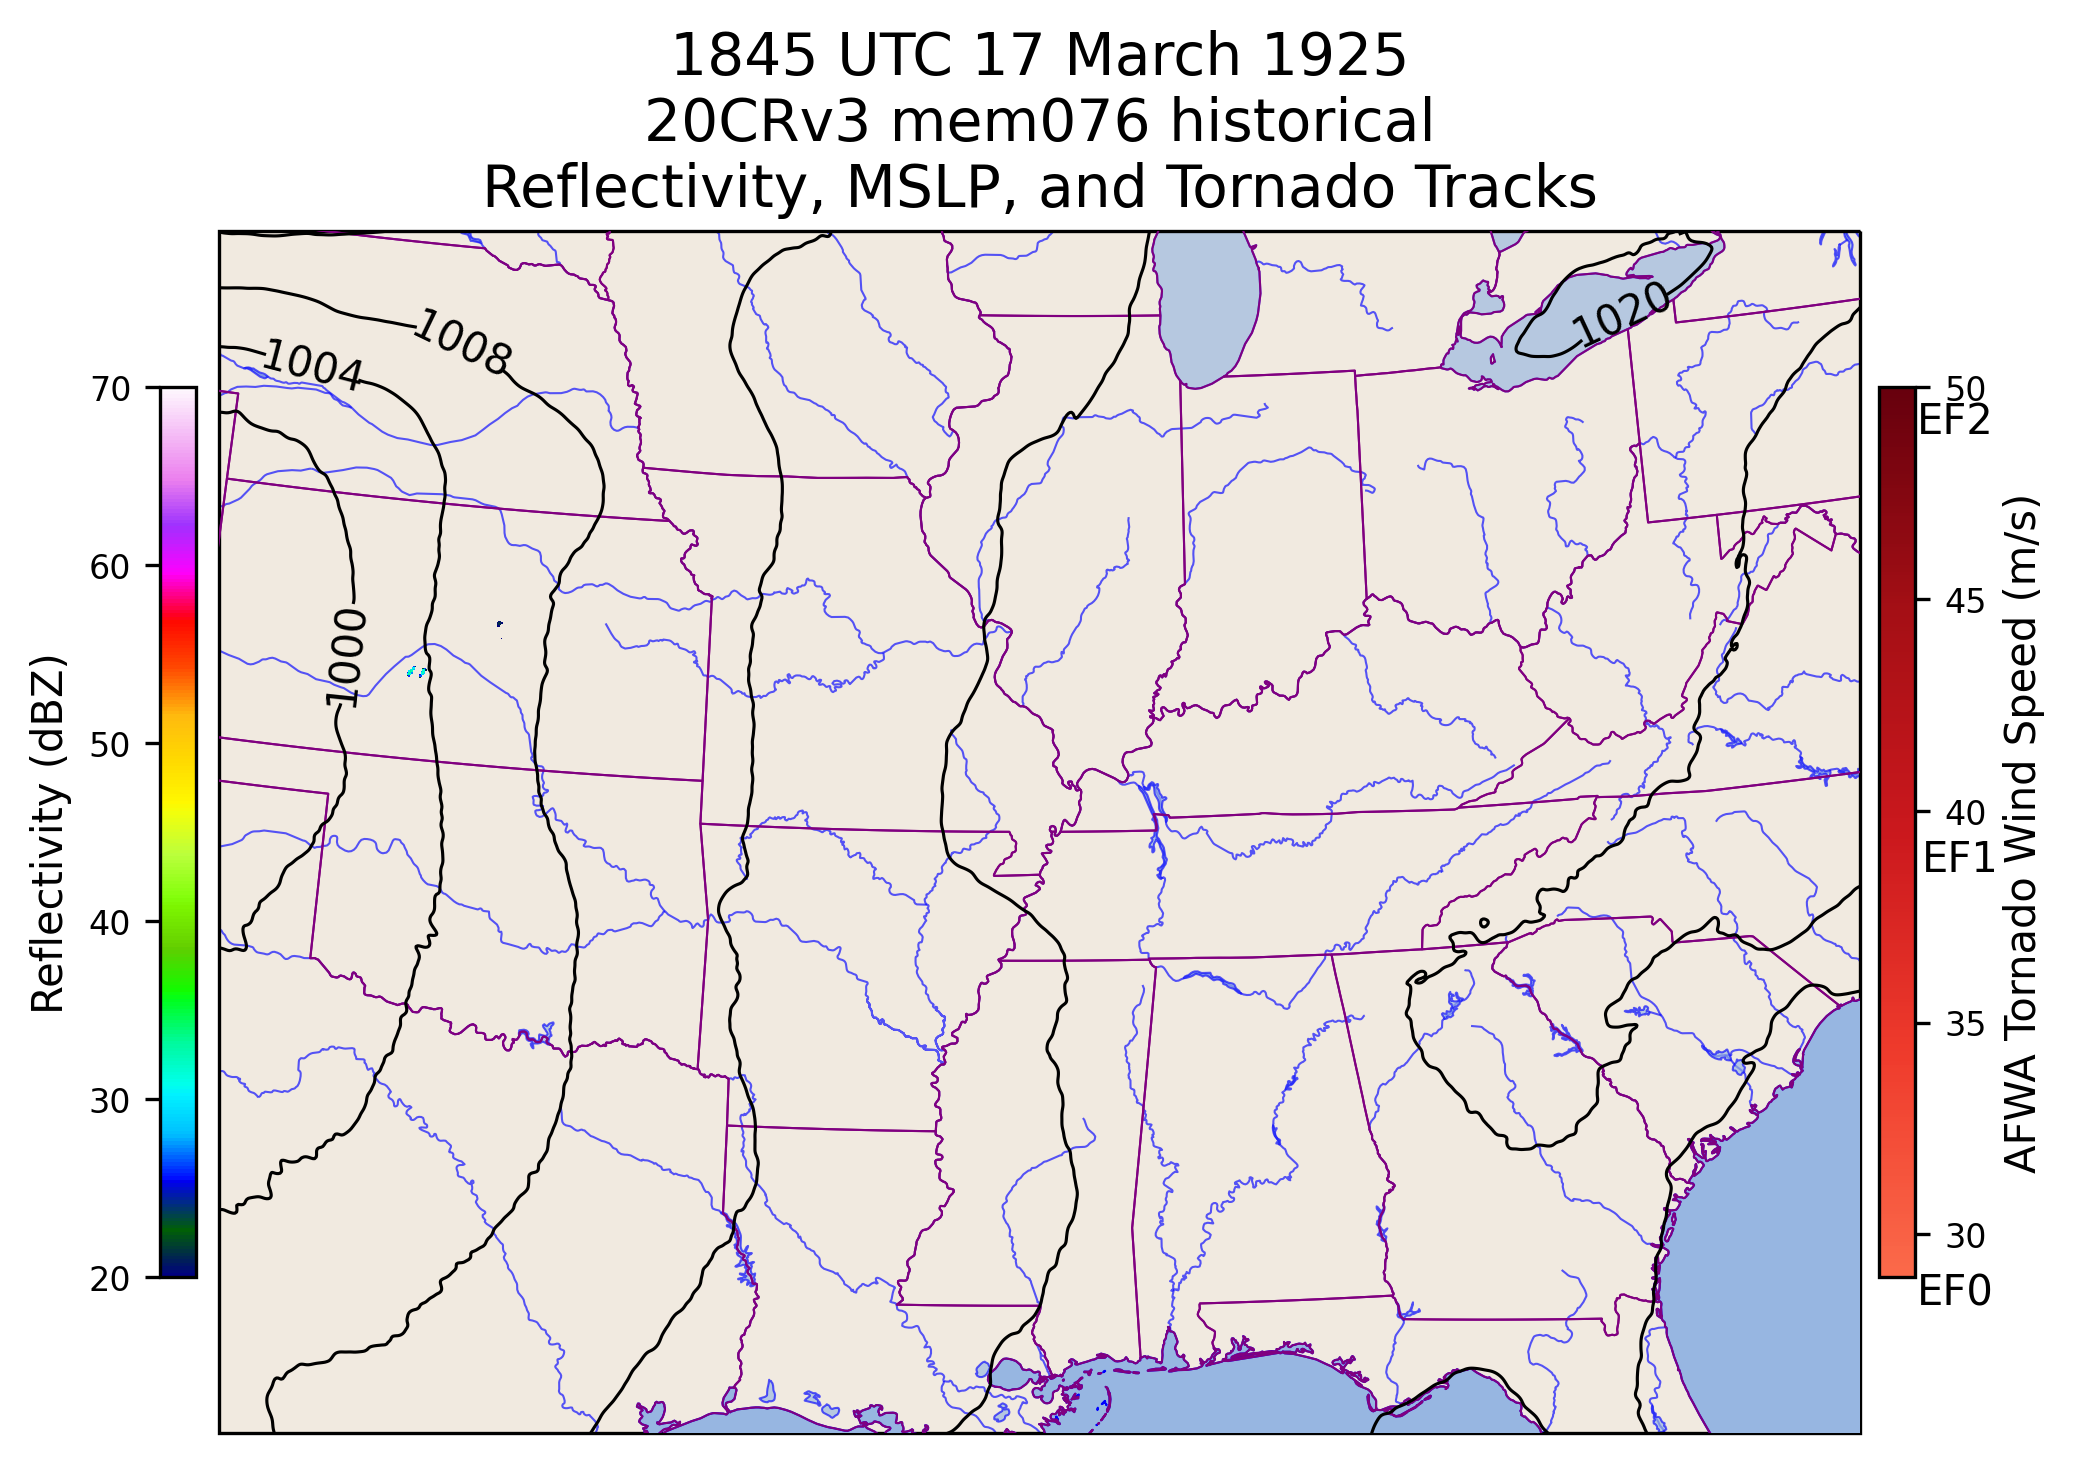 1845 UTC 17 March 1925
20CRv3 mem076 historical
Reflectivity, MSLP, and Tornado Tracks
1020
1008
1004
1000
70
60
50
40
30
20
Reflectivity (dBZ)
50
EF2
45
40
EF1
35
30
EF0
AFWA Tornado Wind Speed (m/s)